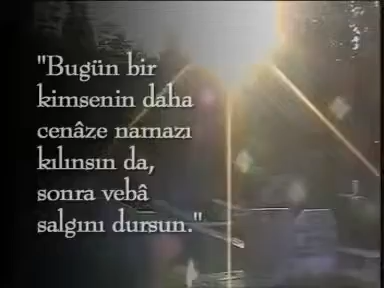 "Bugün bir
kimsenin daha
cenâze namazı
kılınsın da,
sonra vebâ
salgını dursun."